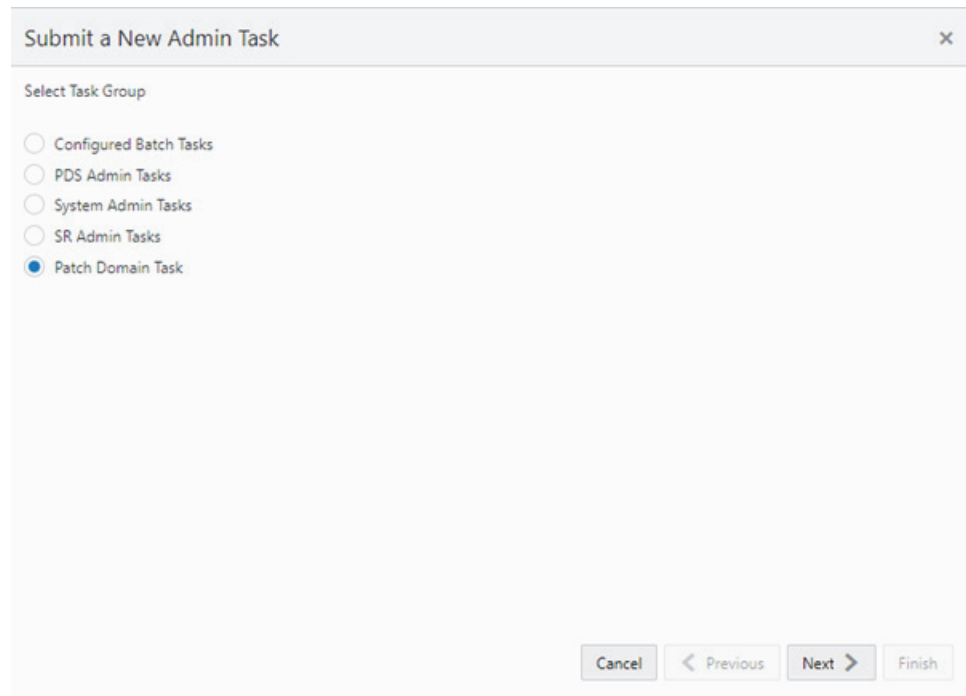 Submit a New Admin Task
Select Task Group
Configured Batch Tasks
PDS Admin Tasks
System Admin Tasks
SR Admin Tasks
Patch Domain Task
Cancel Previous Next Finish